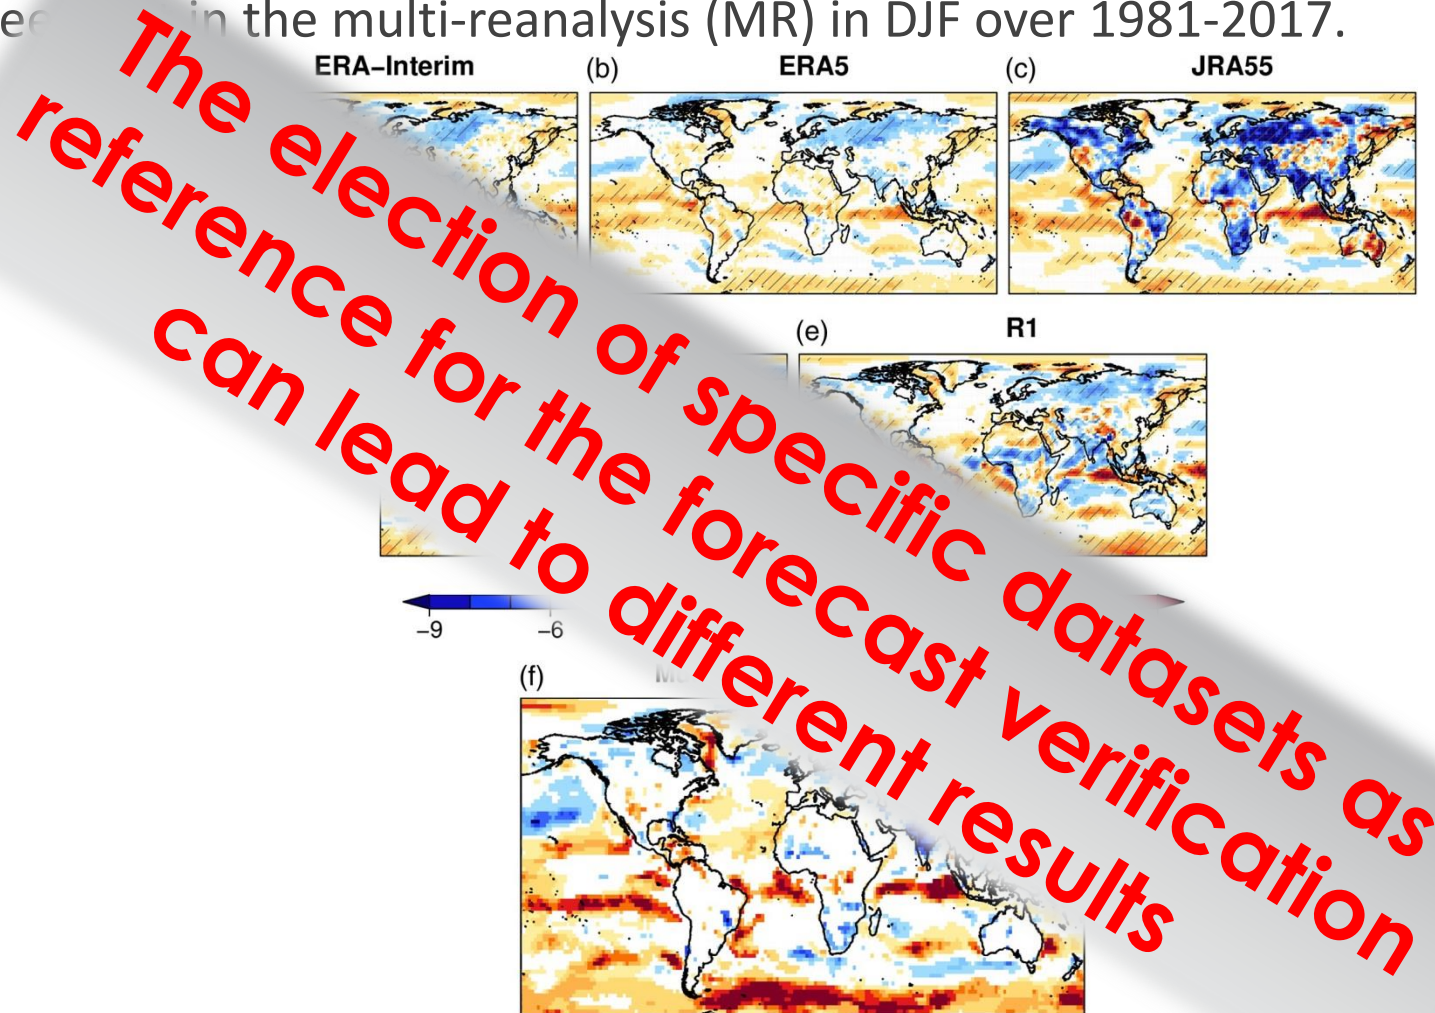 in the multi-reanalysis (MR) in DJF over 1981-2017.
ERA-Interim
(b) ERA5
(c) JRA55
(e) R1
−9 −6
(f)
The election of specific datasets as
reference for the forecast verification
can lead to different results